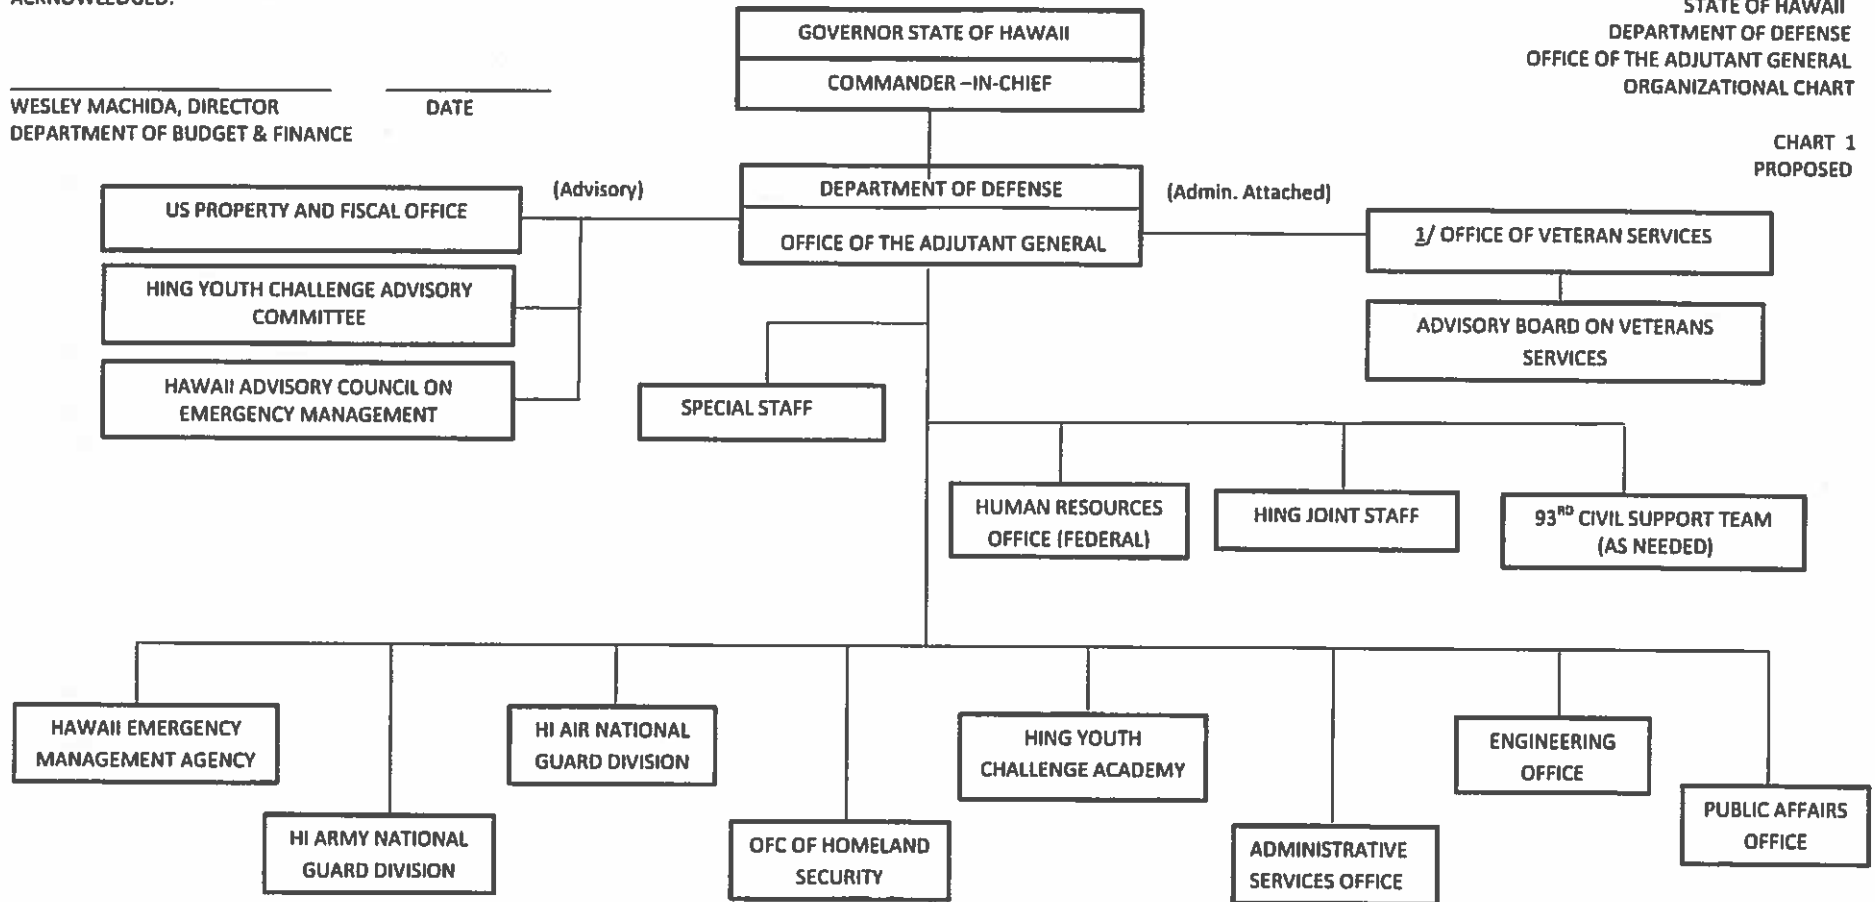 ACKNOWLEDGED:
WESLEY MACHIDA, DIRECTOR
DEPARTMENT OF BUDGET & FINANCE
DATE
GOVERNOR STATE OF HAWAII
COMMANDER –IN-CHIEF
STATE OF HAWAII
DEPARTMENT OF DEFENSE
OFFICE OF THE ADJUTANT GENERAL
ORGANIZATIONAL CHART
CHART 1
PROPOSED
US PROPERTY AND FISCAL OFFICE
(Advisory)
DEPARTMENT OF DEFENSE
OFFICE OF THE ADJUTANT GENERAL
(Admin. Attached)
1/ OFFICE OF VETERAN SERVICES
HING YOUTH CHALLENGE ADVISORY
COMMITTEE
ADVISORY BOARD ON VETERANS
SERVICES
HAWAII ADVISORY COUNCIL ON
EMERGENCY MANAGEMENT
SPECIAL STAFF
HUMAN RESOURCES
OFFICE (FEDERAL)
HING JOINT STAFF
93RD CIVIL SUPPORT TEAM
(AS NEEDED)
HAWAII EMERGENCY
MANAGEMENT AGENCY
HI ARMY NATIONAL
GUARD DIVISION
HI AIR NATIONAL
GUARD DIVISION
OFC OF HOMELAND
SECURITY
HING YOUTH
CHALLENGE ACADEMY
ADMINISTRATIVE
SERVICES OFFICE
ENGINEERING
OFFICE
PUBLIC AFFAIRS
OFFICE